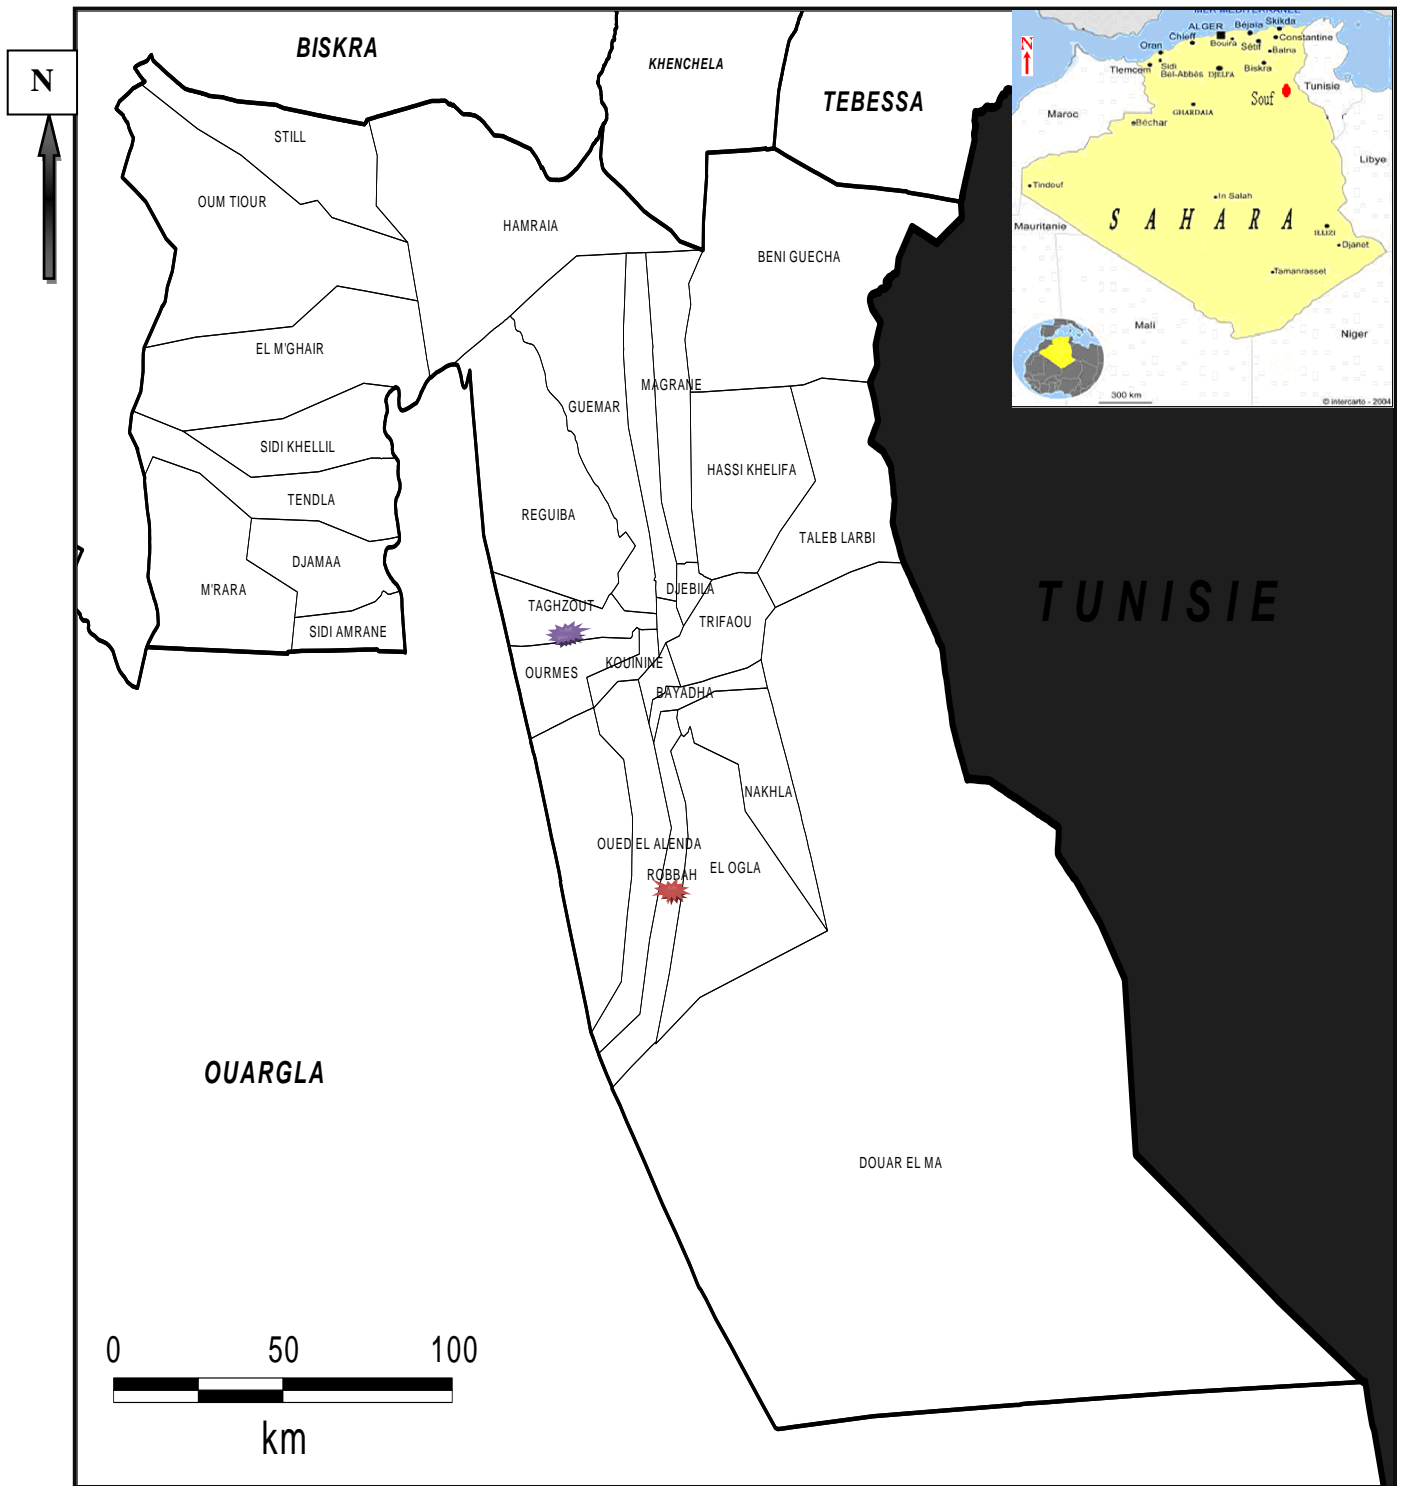 N
BISKRA
KHENCHELA
TEBESSA
STILL
OUM TIOUR
HAMRAIA
BENI GUECHA
EL M'GHAIR
MAGRANE
GUEMAR
SIDI KHELLIL
HASSI KHELIFA
TENDLA
REGUIBA
TALEB LARBI
DJAMAA
M'RARA
DJEBILA
TAGHZOUT
TRIFAOU
SIDI AMRANE
KOUININE
OURMES
BAYADHA
NAKHLA
OUED EL ALENDA
EL OGLA
ROBBAH
OUARGLA
DOUAR EL MA
TUNISIE
0 50 100
km
MER MEDITERRANEE
N
ALGER
Béjaia
Skikda
Chleff
Bouira
Sétif
Constantine
Oran
Batna
Tlemcem
Sidi
Bel-Abbès
DJELFA
Biskra
Souf
Tunisie
GHARDAIA
Maroc
Béchar
Libye
Tindouf
In Salah
SAHARA
Mauritanie
ILLIZI
Djanet
Tamanrasset
Mali
Niger
300 km
© intercarto - 2004